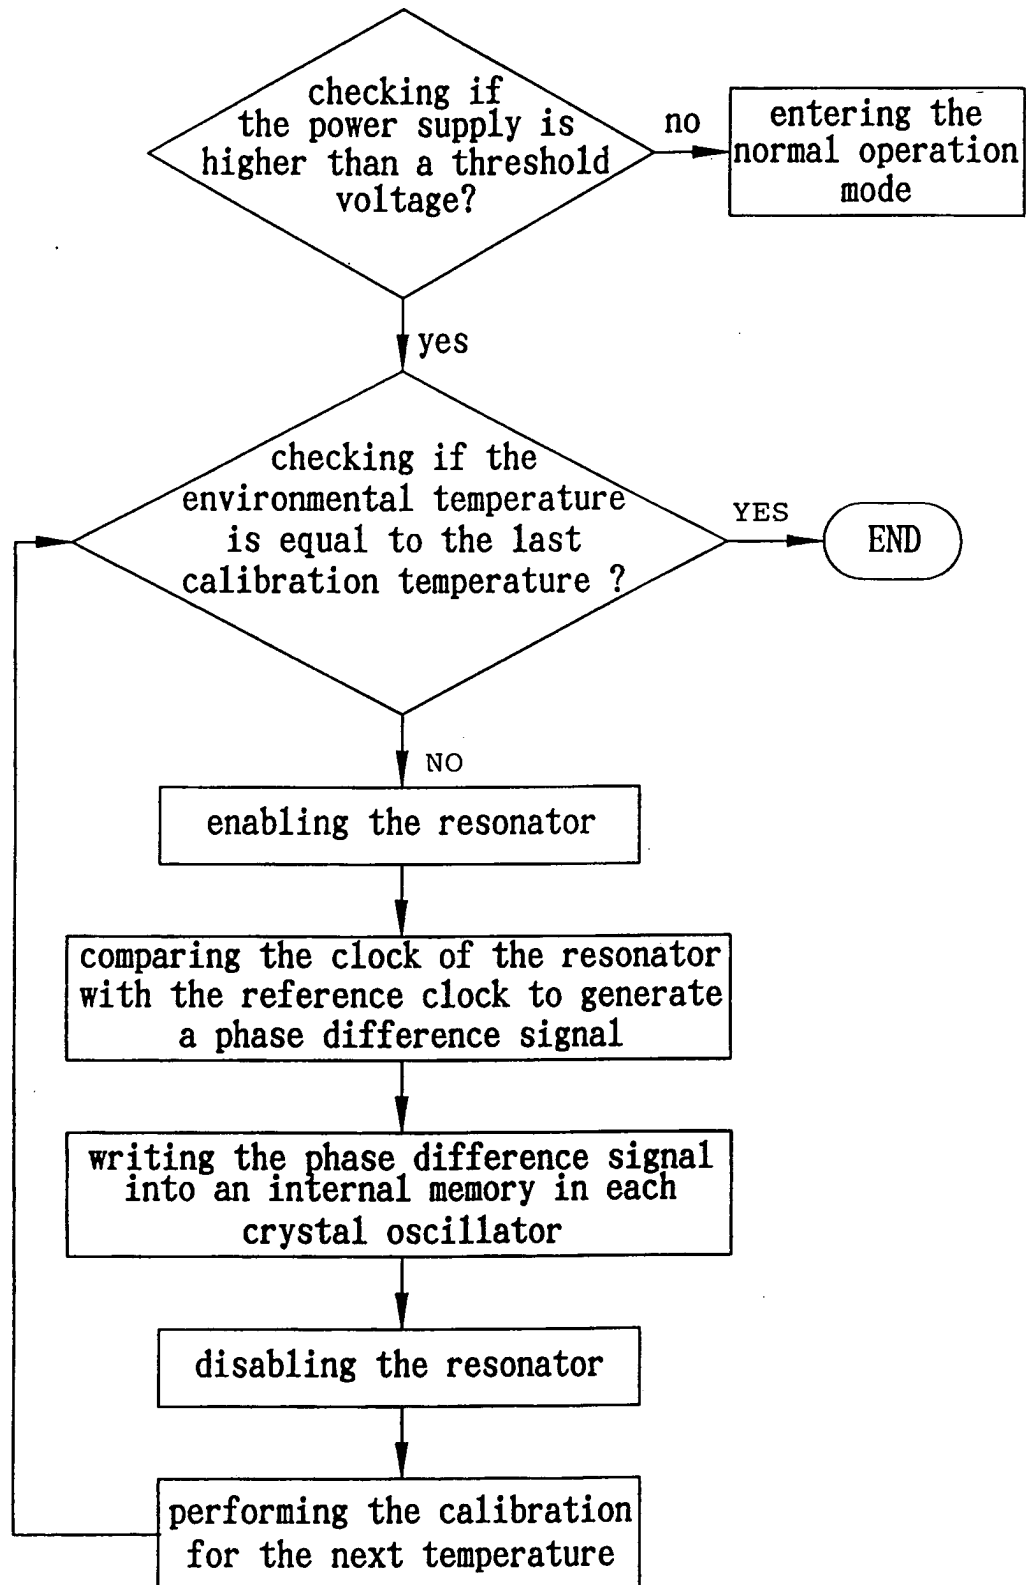 checking if
the power supply is
higher than a threshold
voltage?
no
entering the
normal operation
mode
yes
checking if the
environmental temperature
is equal to the last
calibration temperature ?
YES
END
NO
enabling the resonator
comparing the clock of the resonator
with the reference clock to generate
a phase difference signal
writing the phase difference signal
into an internal memory in each
crystal oscillator
disabling the resonator
performing the calibration
for the next temperature